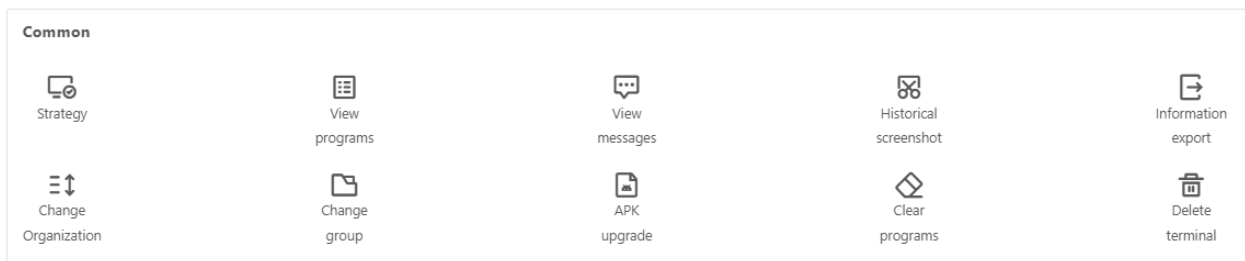 Common
Strategy
View
programs
View
messages
Historical
screenshot
Information
export
Change
Organization
Change
group
APK
upgrade
Clear
programs
Delete
terminal